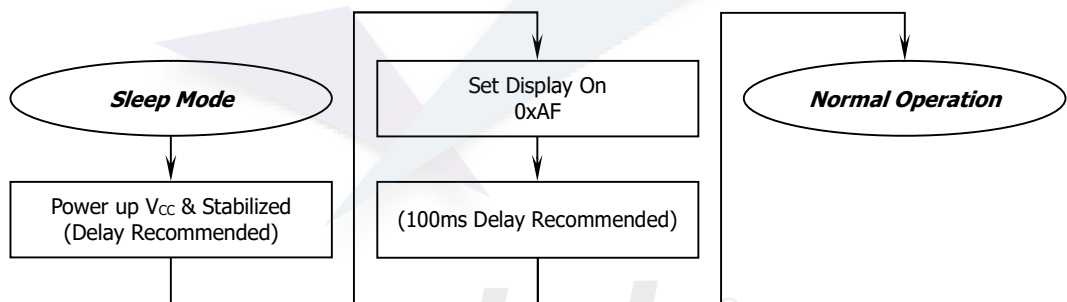 Sleep Mode
Power up VCC & Stabilized
(Delay Recommended)
Set Display On
0xAF
(100ms Delay Recommended)
Normal Operation